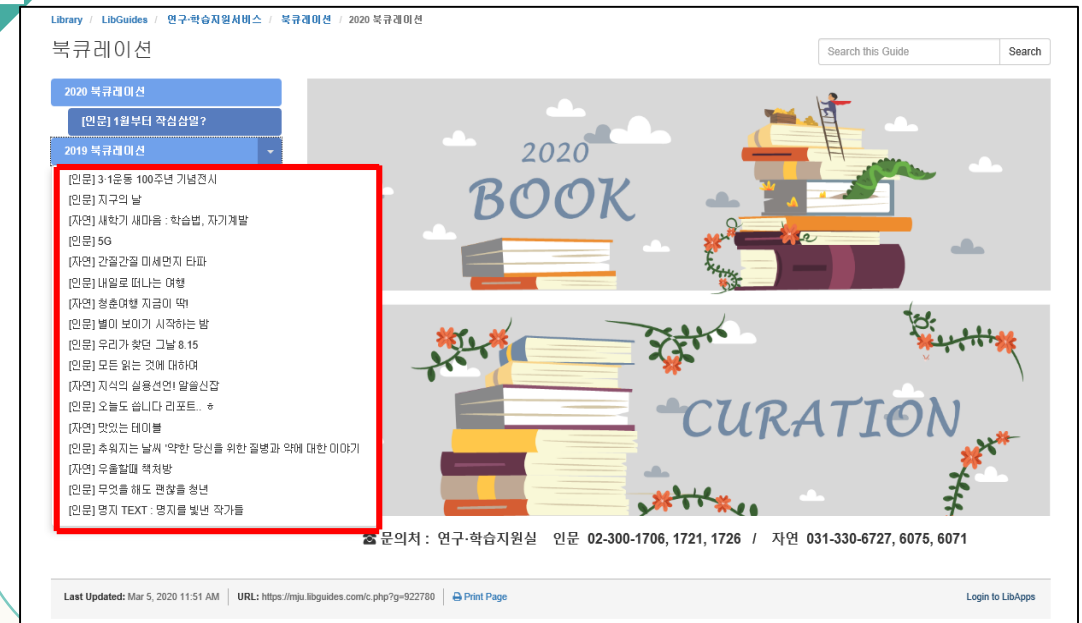 Library / LibGuides / 연구·학습지원서비스 / 북큐레이션 / 2020 북큐레이션
북큐레이션
Search this Guide
Search
2020 북큐레이션
[인문] 1월부터 작심삼일?
2019 북큐레이션
[인문] 3·1운동 100주년 기념전시
[인문] 지구의 날
[자연] 새학기 새마음 : 학습법, 자기계발
[인문] 5G
[자연] 간질간질 미세먼지 타파
[인문] 내일로 떠나는 여행
[자연] 청춘여행 지금이 딱!
[인문] 별이 보이기 시작하는 밤
[인문] 우리가 찾던 그날 8.15
[인문] 모든 읽는 것에 대하여
[자연] 지식의 실용선언! 알쓸신잡
[인문] 오늘도 씁니다 리포트.. ㅎ
[자연] 맛있는 테이블
[인문] 추워지는 날씨 '약한 당신을 위한 질병과 약에 대한 이야기
[자연] 우울할때 책처방
[인문] 무엇을 해도 괜찮을 청년
[인문] 명지 TEXT : 명지를 빛낸 작가들
2020
BOOK
CURATION
☎문의처 : 연구·학습지원실 인문 02-300-1706, 1721, 1726 / 자연 031-330-6727, 6075, 6071
Last Updated: Mar 5, 2020 11:51 AM
URL: https://mju.libguides.com/c.php?g=922780
Print Page
Login to LibApps